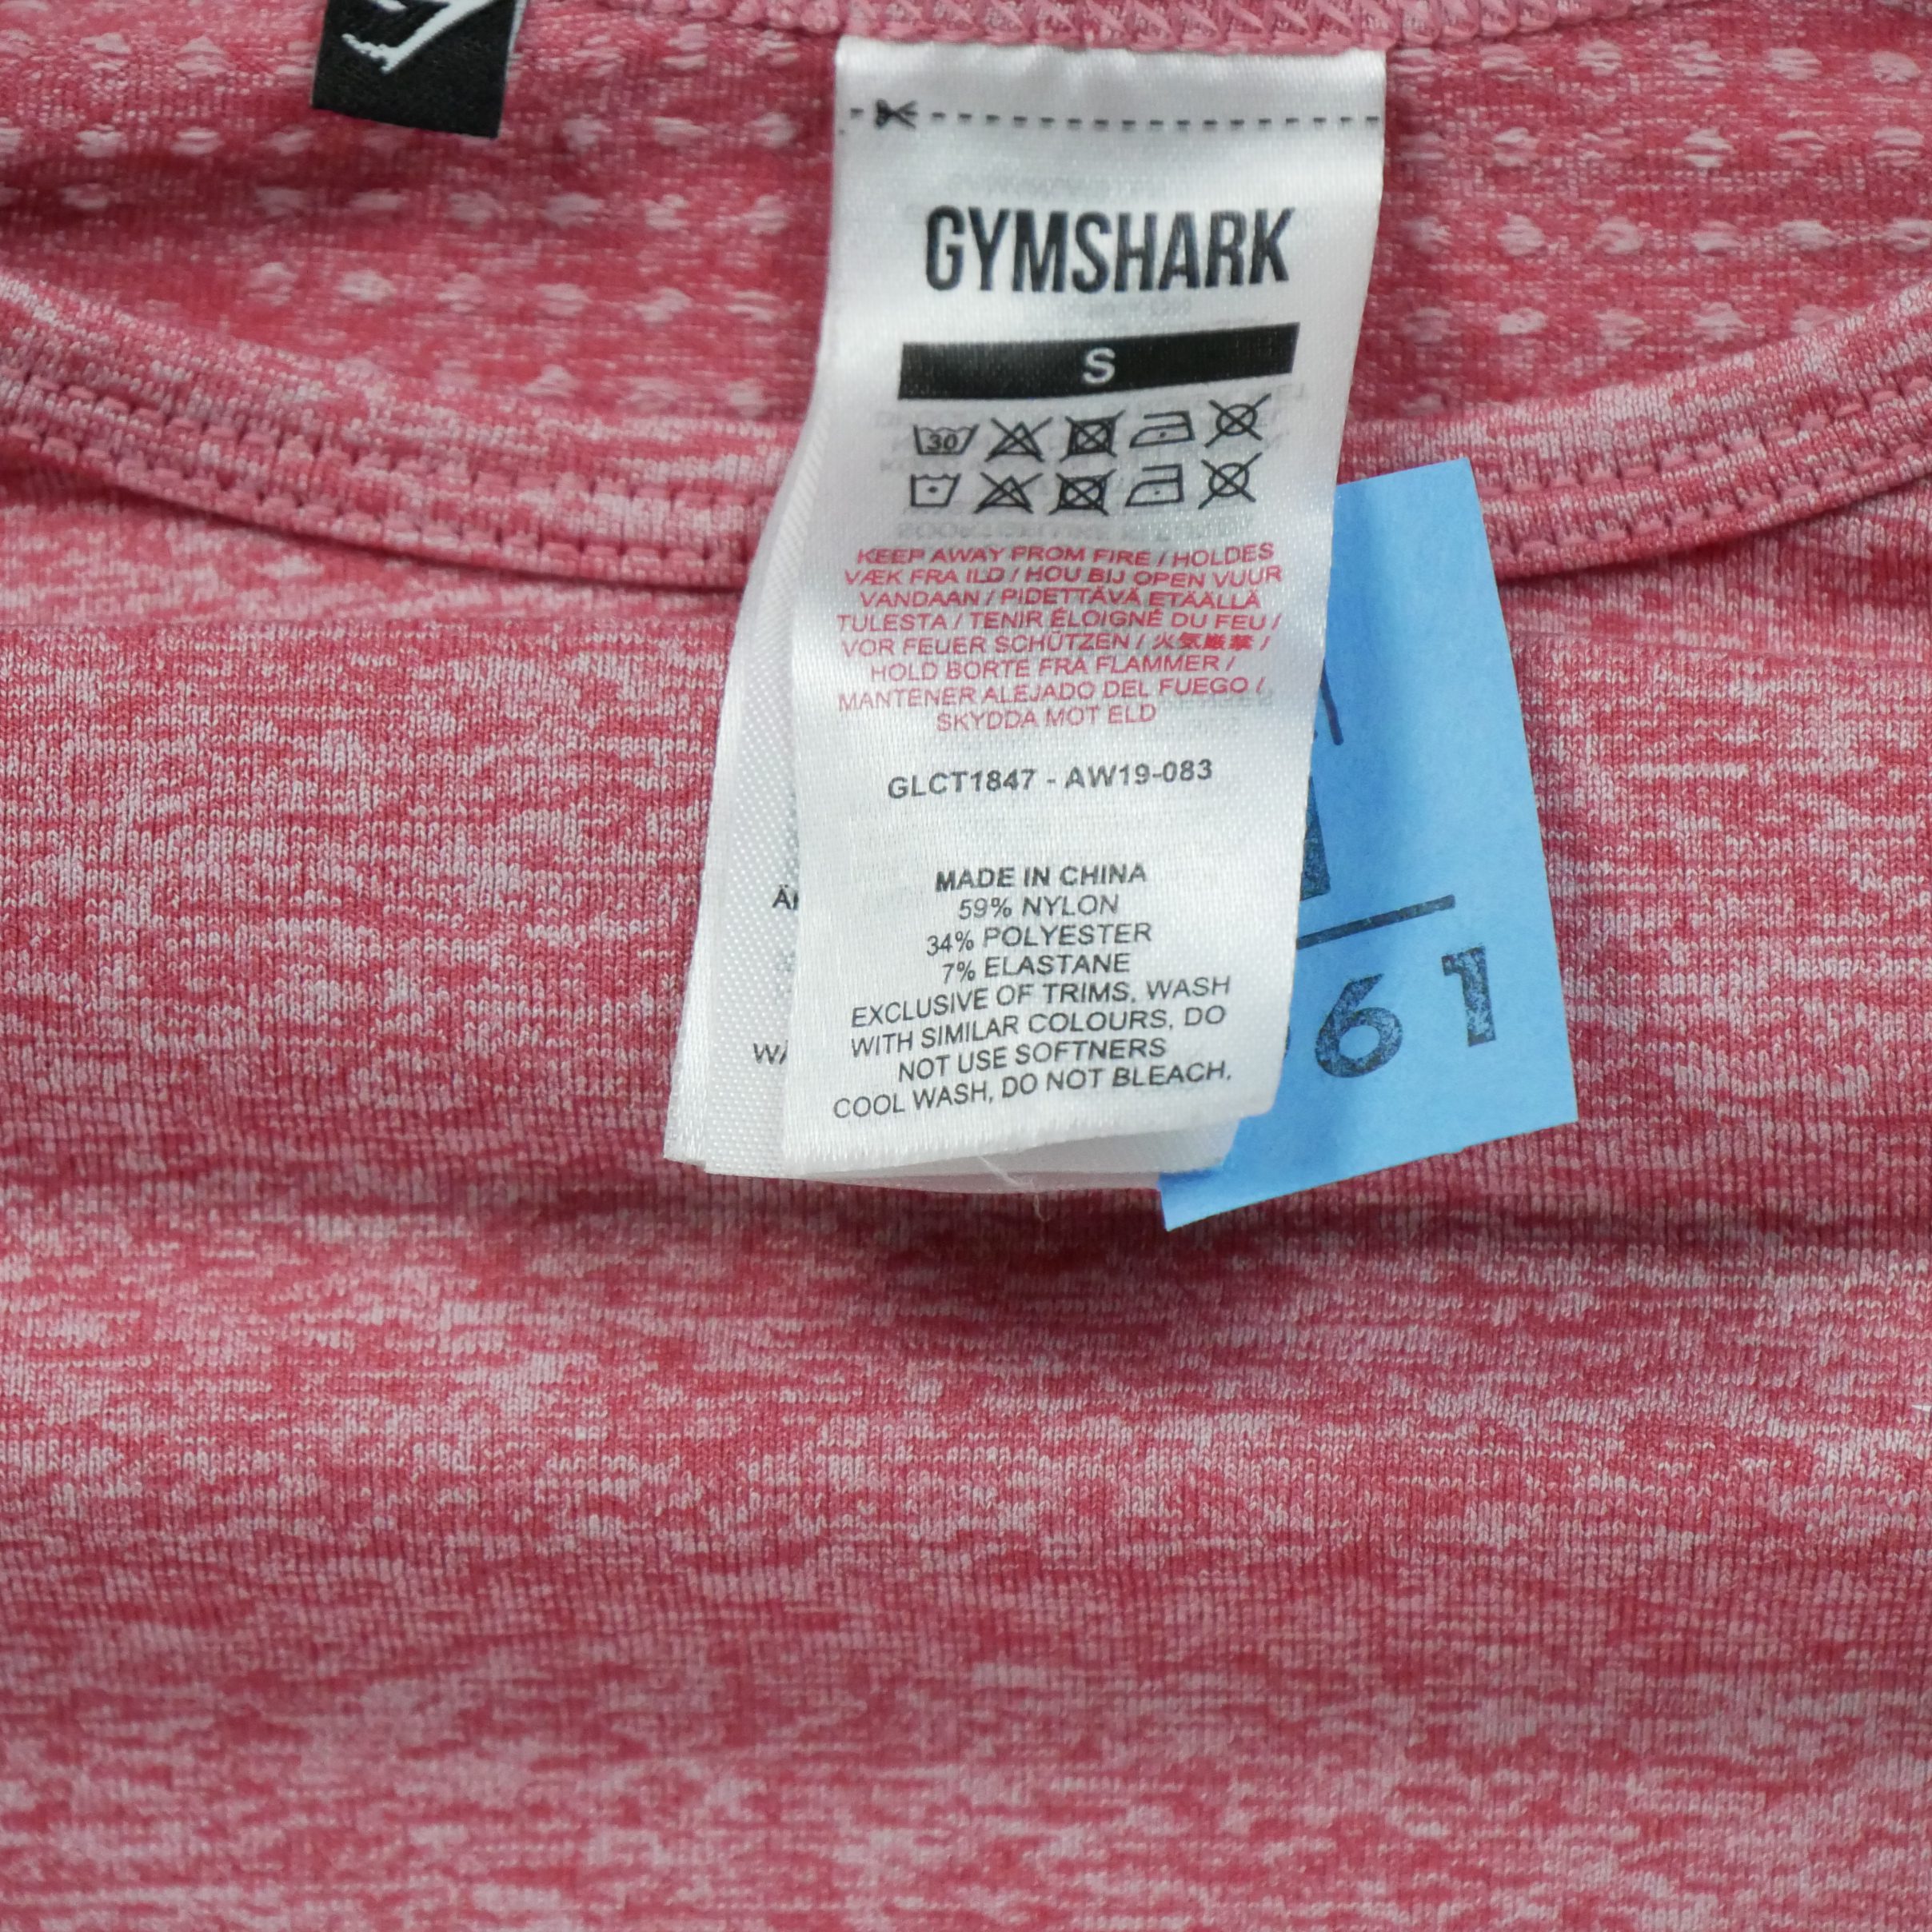 GYMSHARK
S
30
KEEP AWAY FROM FIRE / HOLDES
VÆK FRA ILD / HOU BIJ OPEN VUUR
VANDAAN / PIDETTÄVÄ ETÄÄLLÄ
TULESTA / TENIR ÉLOIGNÉ DU FEU /
VOR FEUER SCHÜTZEN / 火気厳禁 /
HOLD BORTE FRA FLAMMER /
MANTENER ALEJADO DEL FUEGO /
SKYDDA MOT ELD
GLCT1847 - AW19-083
MADE IN CHINA
59% NYLON
34% POLYESTER
7% ELASTANE
EXCLUSIVE OF TRIMS, WASH
WITH SIMILAR COLOURS, DO
NOT USE SOFTNERS
COOL WASH, DO NOT BLEACH.
61